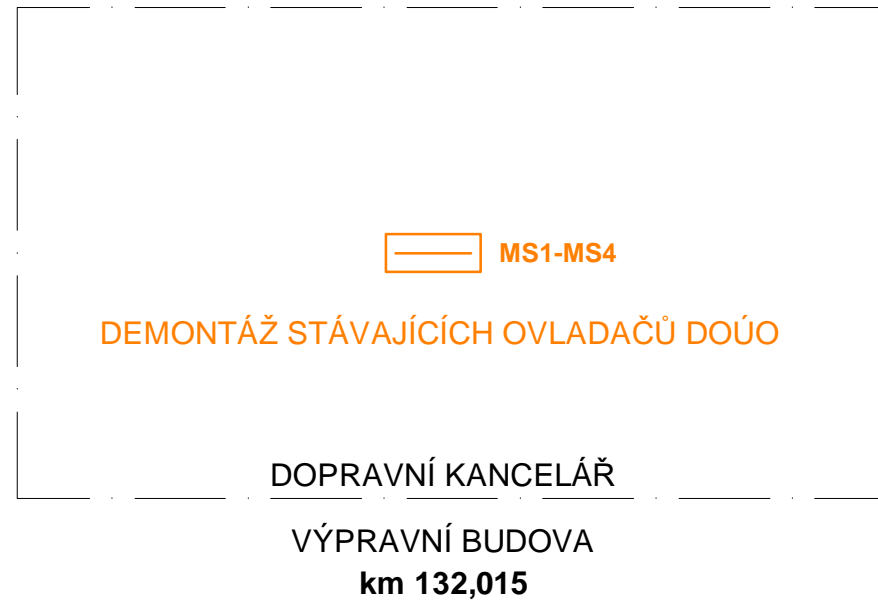 MS1-MS4
DEMONTÁŽ STÁVAJÍCÍCH OVLADAČŮ DOÚO
DOPRAVNÍ KANCELÁŘ
VÝPRAVNÍ BUDOVA
km 132,015